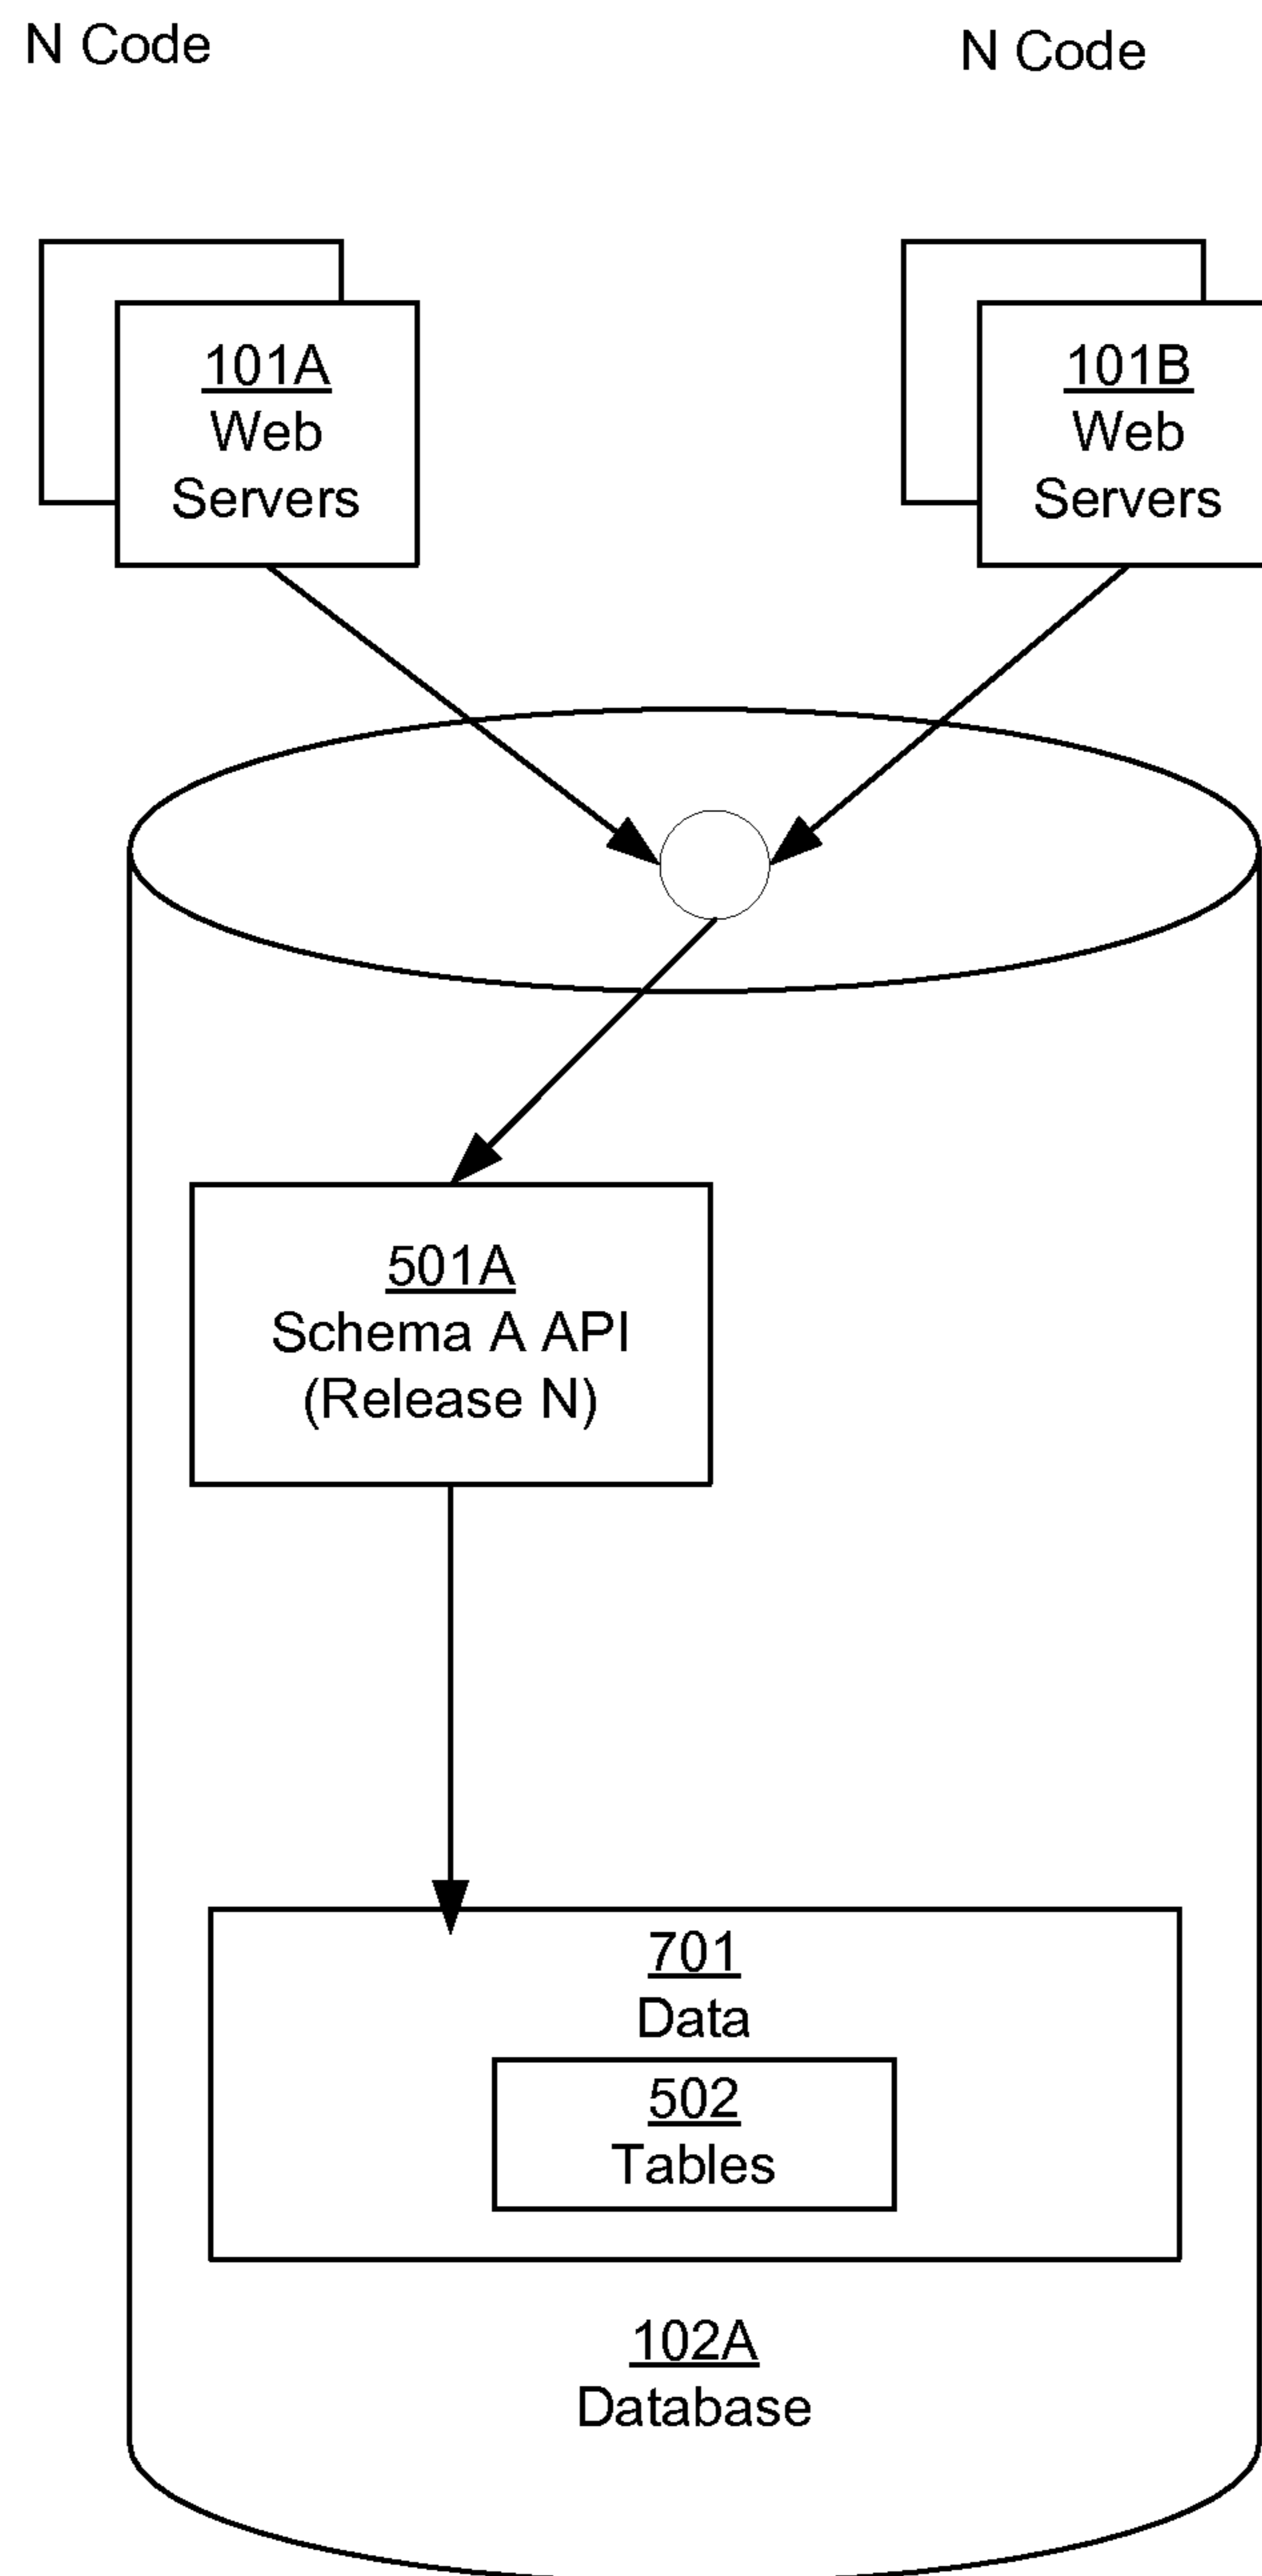 N Code
N Code
101A
Web
Servers
101B
Web
Servers
501A
Schema A API
(Release N)
701
Data
502
Tables
102A
Database